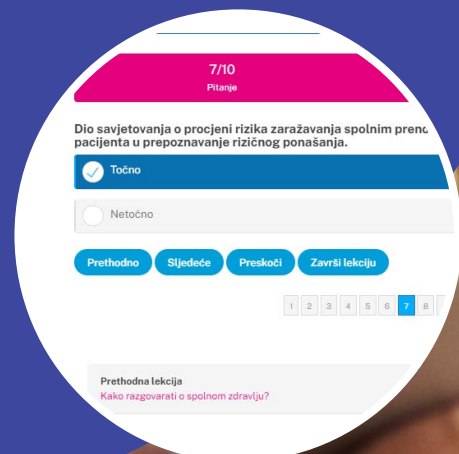 7/10
Pitanje
Dio savjetovanja o procjeni rizika zaražavanja spolnim
pacijenta u prepoznavanje rizičnog ponašanja.
Točno
Netočno
Prethodno Sljedeće Preskoči Završi lekciju
1 2 3 4 5 6 7 8
Prethodna lekcija
Kako razgovarati o spolnom zdravlju?